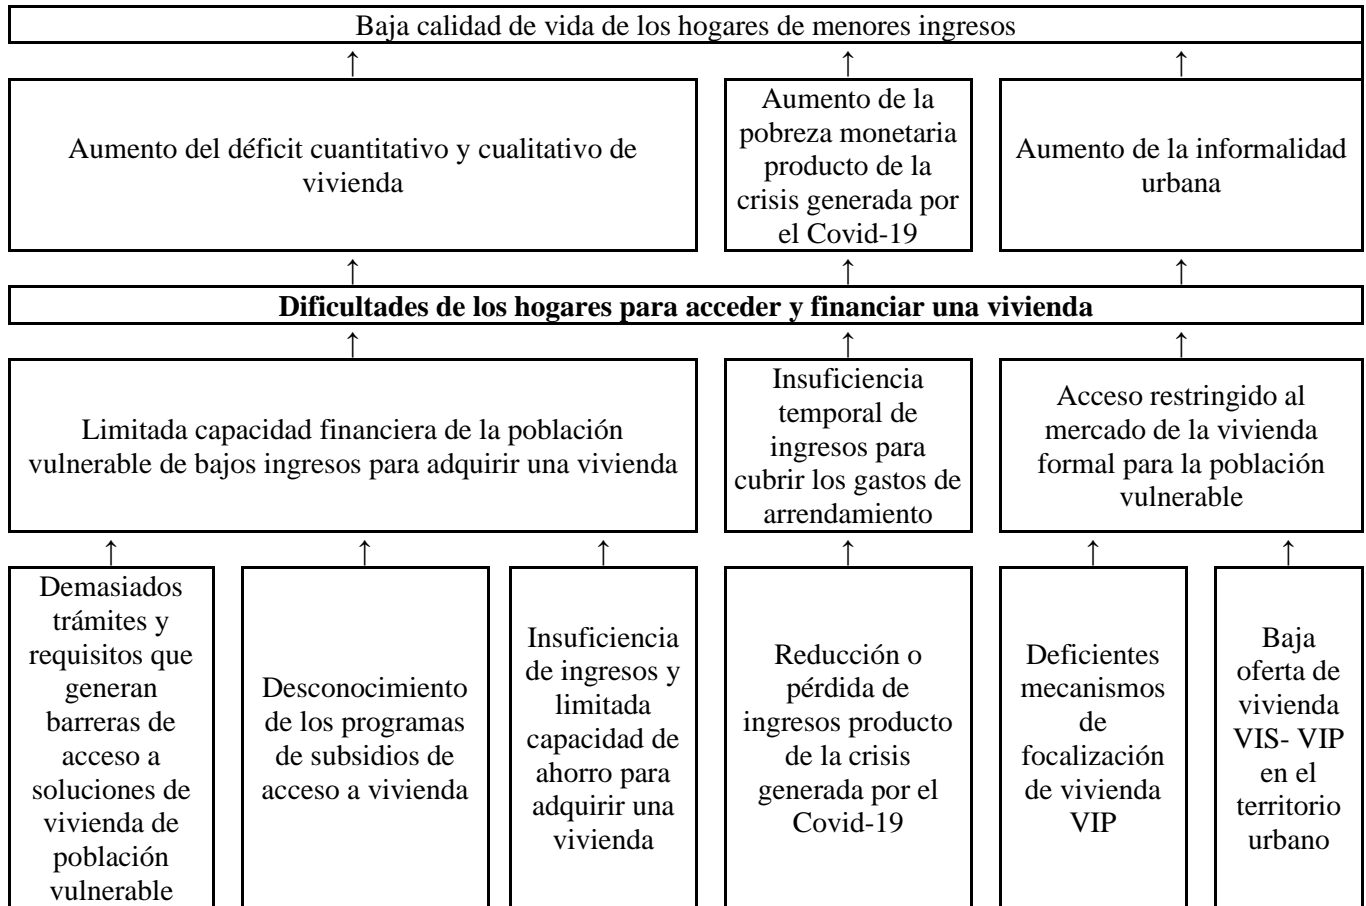 Baja calidad de vida de los hogares de menores ingresos
↑ ↑ ↑
Aumento del déficit cuantitativo y cualitativo de
vivienda
Aumento de la
pobreza monetaria
producto de la
crisis generada por
el Covid-19
Aumento de la informalidad
urbana
↑ ↑ ↑
Dificultades de los hogares para acceder y financiar una vivienda
↑ ↑ ↑
Limitada capacidad financiera de la población
vulnerable de bajos ingresos para adquirir una vivienda
Insuficiencia
temporal de
ingresos para
cubrir los gastos de
arrendamiento
Acceso restringido al
mercado de la vivienda
formal para la población
vulnerable
↑ ↑ ↑ ↑ ↑ ↑
Demasiados
trámites y
requisitos que
generan
barreras de
acceso a
soluciones de
vivienda de
población
vulnerable
Desconocimiento
de los programas
de subsidios de
acceso a vivienda
Insuficiencia
de ingresos y
limitada
capacidad de
ahorro para
adquirir una
vivienda
Reducción o
pérdida de
ingresos producto
de la crisis
generada por el
Covid-19
Deficientes
mecanismos
de
focalización
de vivienda
VIP
Baja
oferta de
vivienda
VIS- VIP
en el
territorio
urbano